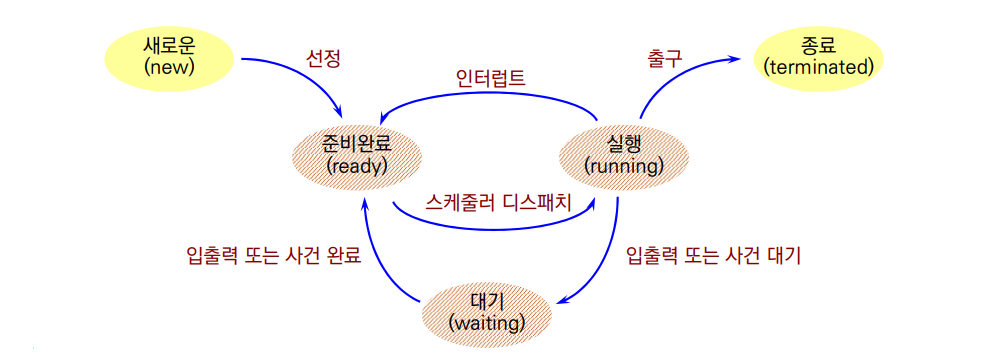 새로운
(new)
선정
인터럽트
출구
종료
(terminated)
준비완료
(ready)
실행
(running)
스케줄러 디스패치
입출력 또는 사건 완료
입출력 또는 사건 대기
대기
(waiting)